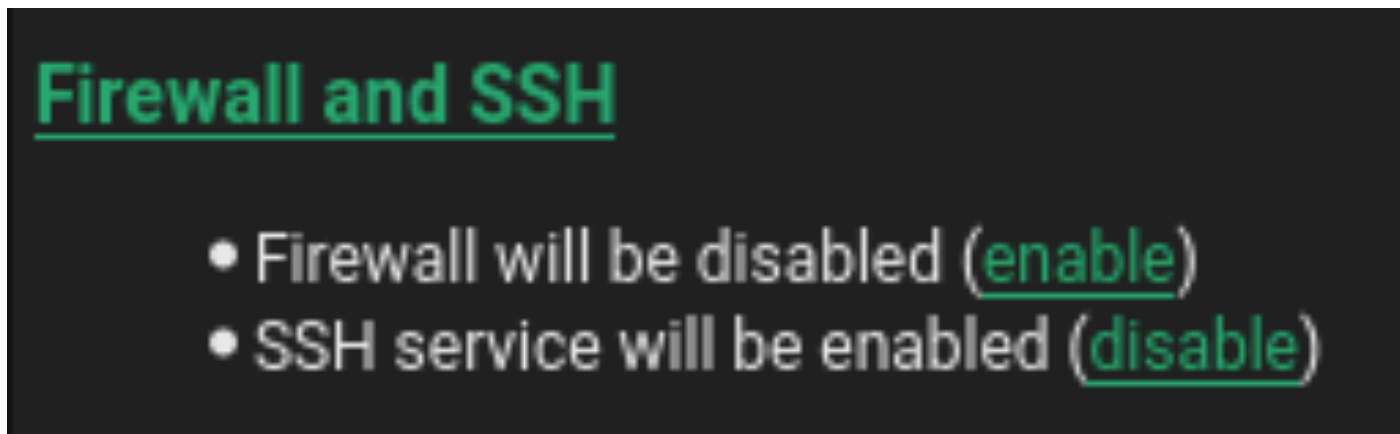 Firewall and SSH
• Firewall will be disabled (enable)
• SSH service will be enabled (disable)